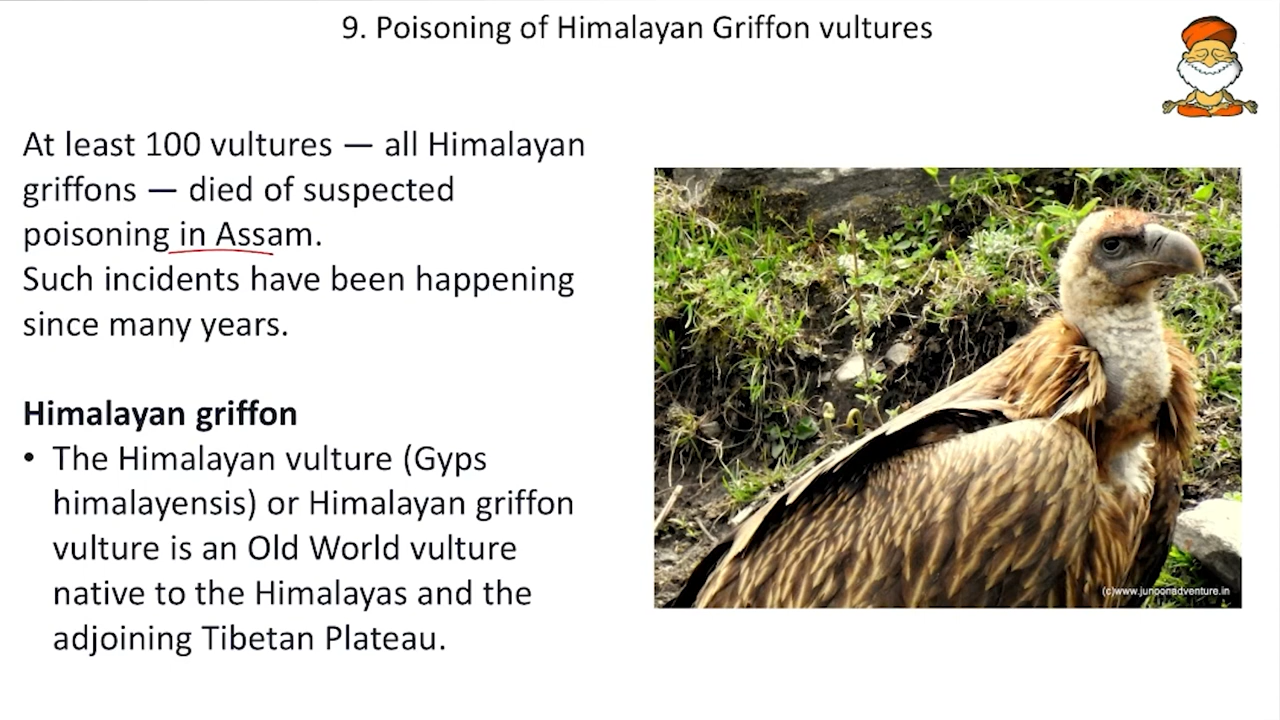 9. Poisoning of Himalayan Griffon vultures
At least 100 vultures — all Himalayan
griffons — died of suspected
poisoning in Assam.
Such incidents have been happening
since many years.
Himalayan griffon
• The Himalayan vulture (Gyps
himalayensis) or Himalayan griffon
vulture is an Old World vulture
native to the Himalayas and the
adjoining Tibetan Plateau.
(c)www.junoonadventure.in